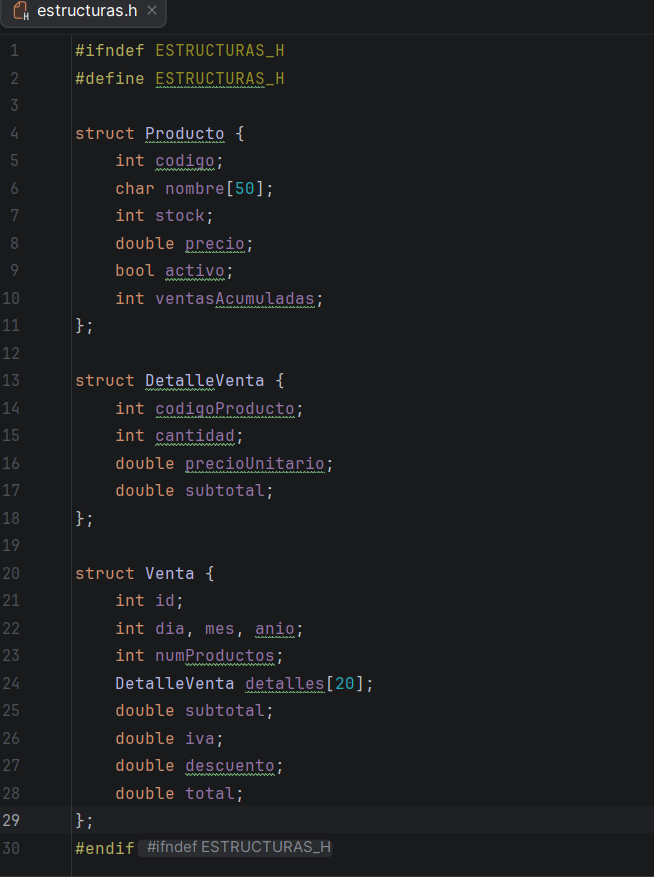 estructuras.h ×
1 #ifndef ESTRUCTURAS_H
2 #define ESTRUCTURAS_H
3
4 struct Producto {
5     int codigo;
6     char nombre[50];
7     int stock;
8     double precio;
9     bool activo;
10     int ventasAcumuladas;
11 };
12
13 struct DetalleVenta {
14     int codigoProducto;
15     int cantidad;
16     double precioUnitario;
17     double subtotal;
18 };
19
20 struct Venta {
21     int id;
22     int dia, mes, anio;
23     int numProductos;
24     DetalleVenta detalles[20];
25     double subtotal;
26     double iva;
27     double descuento;
28     double total;
29 };
30 #endif #ifndef ESTRUCTURAS_H